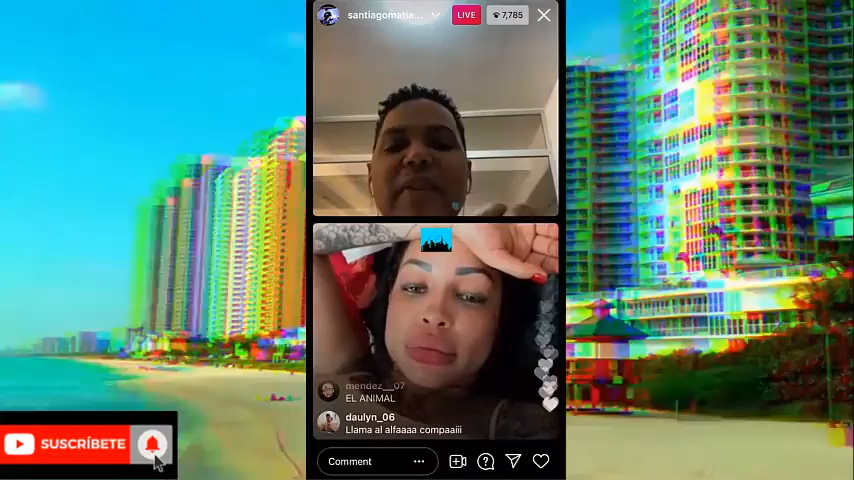 santiagomatia...
LIVE
7,785
mendez__07
EL ANIMAL
daulyn_06
Llama al alfaaaa compaaiii
Comment
SUSCRÍBETE